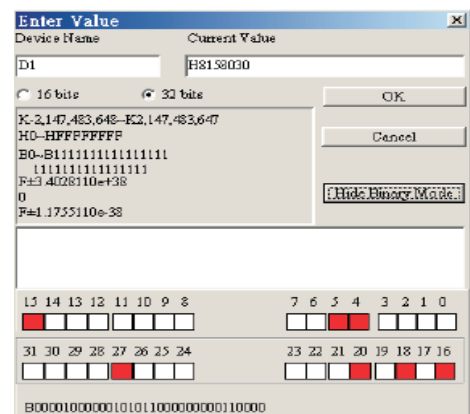 Enter Value
Device Name Current Value
D1 H8158030
16 bits 32 bits OK
K-2,147,483,648~K2,147,483,647
H0~HFFFFFFFF Cancel
B0~B1111111111111111
1111111111111111
F±3.4028110e+38
0 Hide Binary Mode
F±1.1755110e-38
15 14 13 12 11 10 9 8 7 6 5 4 3 2 1 0
31 30 29 28 27 26 25 24 23 22 21 20 19 18 17 16
B00001000000101011000000000110000